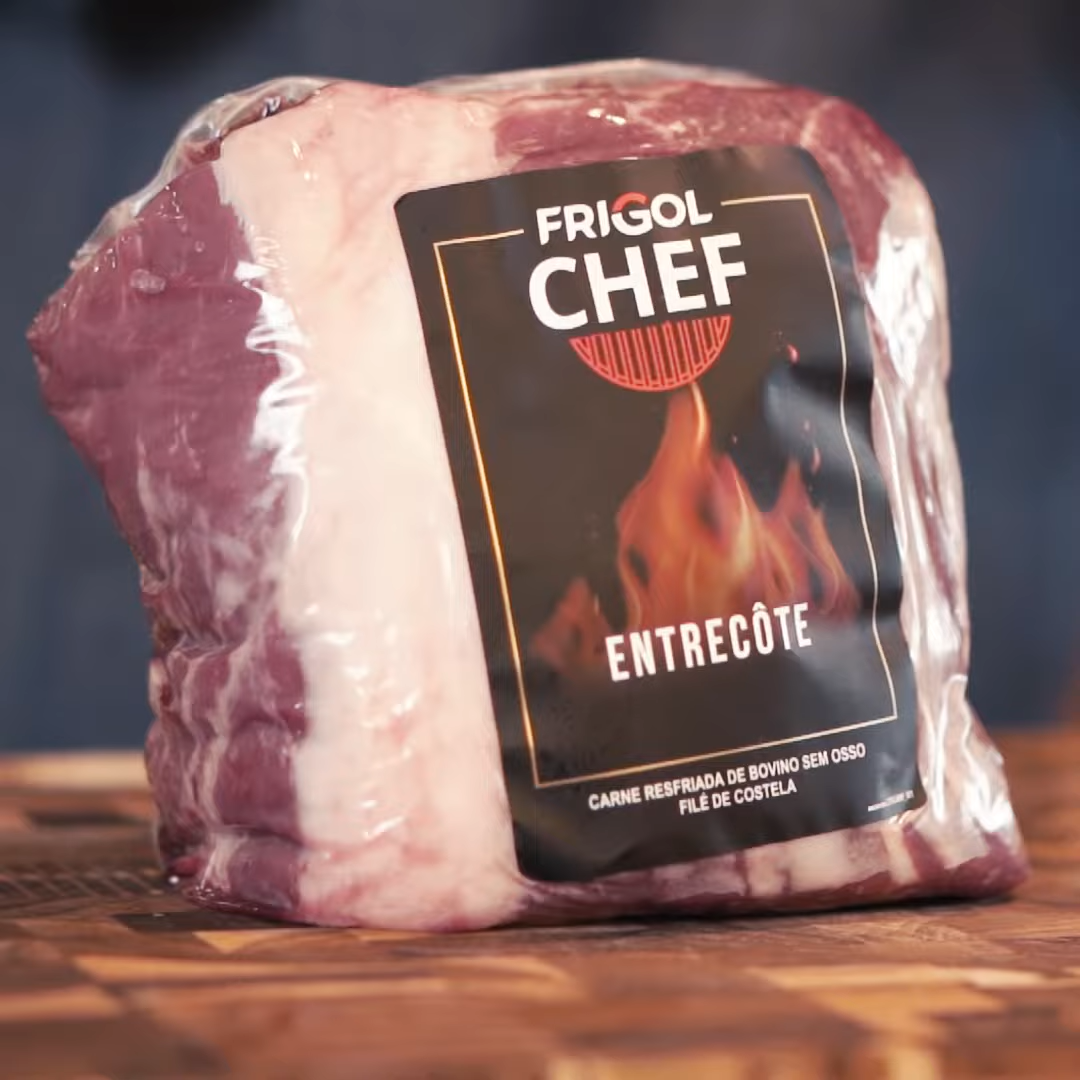 FRIGOL
CHEF
ENTRECÔTE
CARNE RESFRIADA DE BOVINO SEM OSSO
FILÉ DE COSTELA